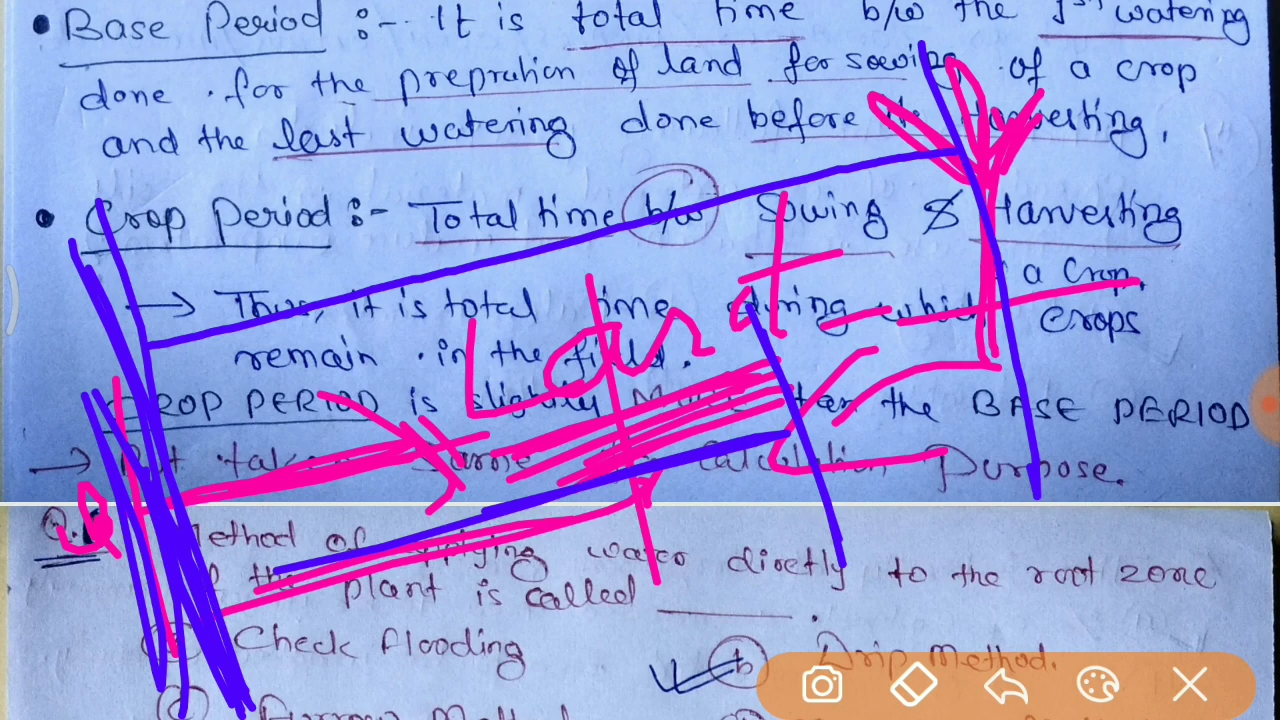 • Base Period :- It is total time b/w the 1st watering
done for the prepration of land for sowing of a crop
and the last watering done before the Harvesting.
• Crop Period :- Total time b/w Sowing & Harvesting
→ Thus, it is total time during which a Crop
Crops
remain in the field.
Last
CROP PERIOD is slightly More than the BASE PERIOD
→ But taken Same for Calculation Purpose.
Q. Method of applying water directly to the root zone
of the plant is called ______.
Check flooding
(b) Drip Method.
(c)